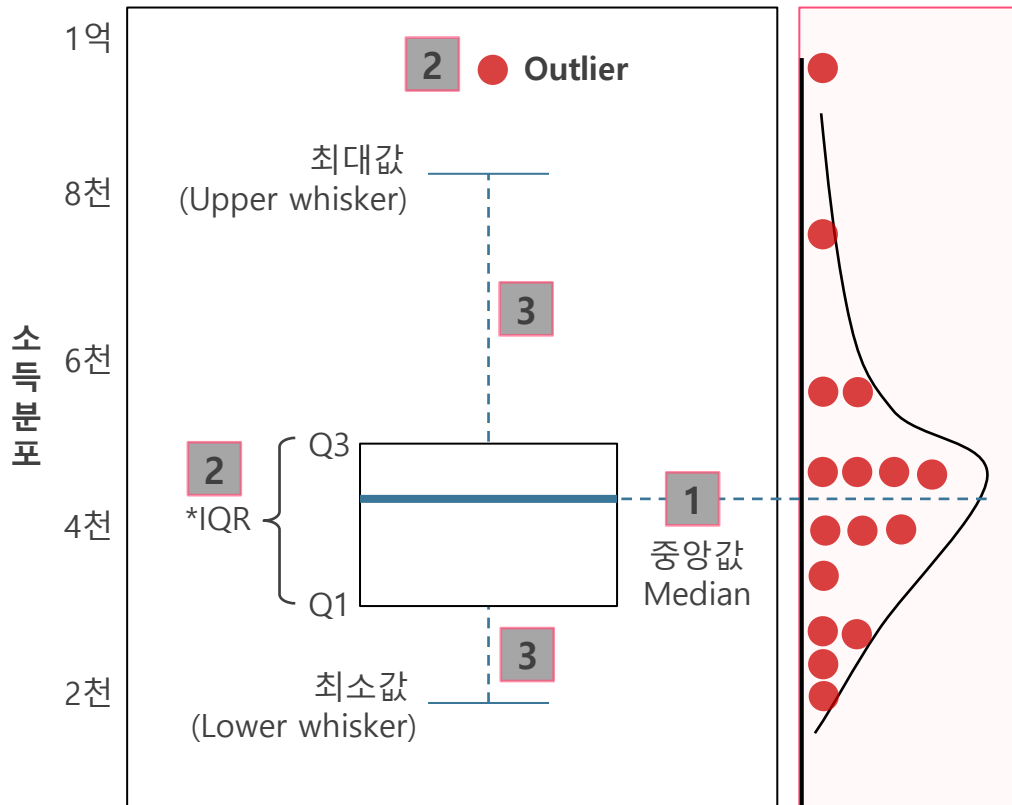 1억
8천
6천
4천
2천
소득분포
2
Outlier
최대값
(Upper whisker)
3
Q3
2
*IQR
1
중앙값
Median
Q1
3
최소값
(Lower whisker)